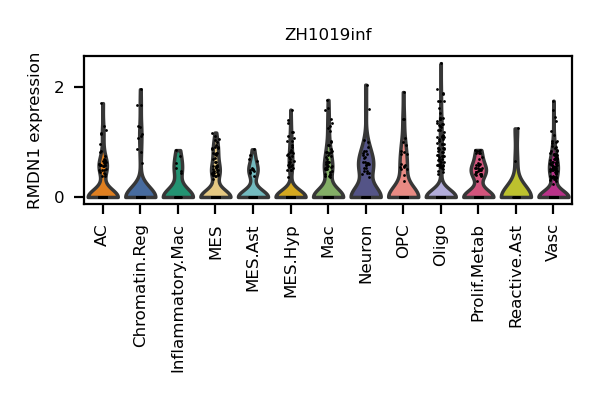 ZH1019inf
RMDN1 expression
2
0
AC
Chromatin.Reg
Inflammatory.Mac
MES
MES.Ast
MES.Hyp
Mac
Neuron
OPC
Oligo
Prolif.Metab
Reactive.Ast
Vasc